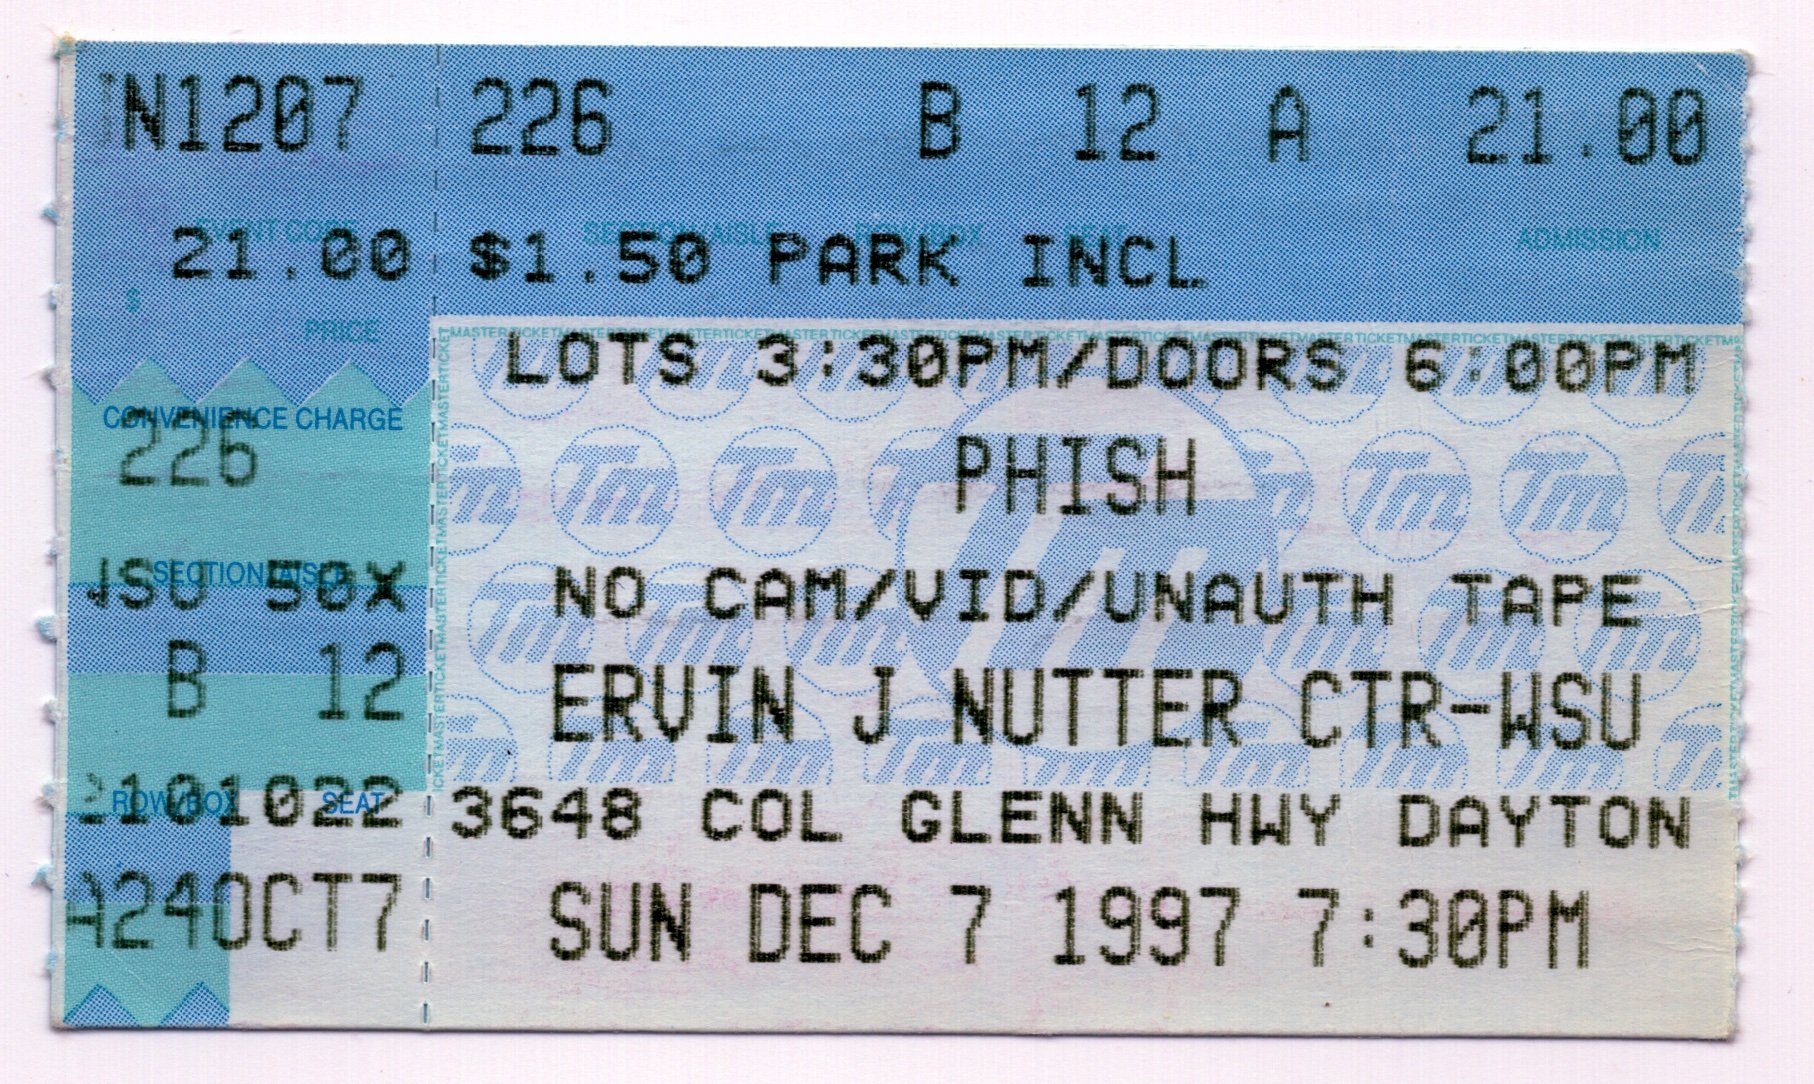 N1207
21.00
EVENT CODE
$
PRICE
CONVENIENCE CHARGE
226
SECTION/AISLE
WSU 50X
B 12
ROW/BOX SEAT
2101022
A24OCT7
226 B 12 A 21.00
SECTION/AISLE ROW/BOX SEAT ADMISSION
$1.50 PARK INCL
LOTS 3:30PM/DOORS 6:00PM
PHISH
NO CAM/VID/UNAUTH TAPE
ERVIN J NUTTER CTR-WSU
3648 COL GLENN HWY DAYTON
SUN DEC 7 1997 7:30PM